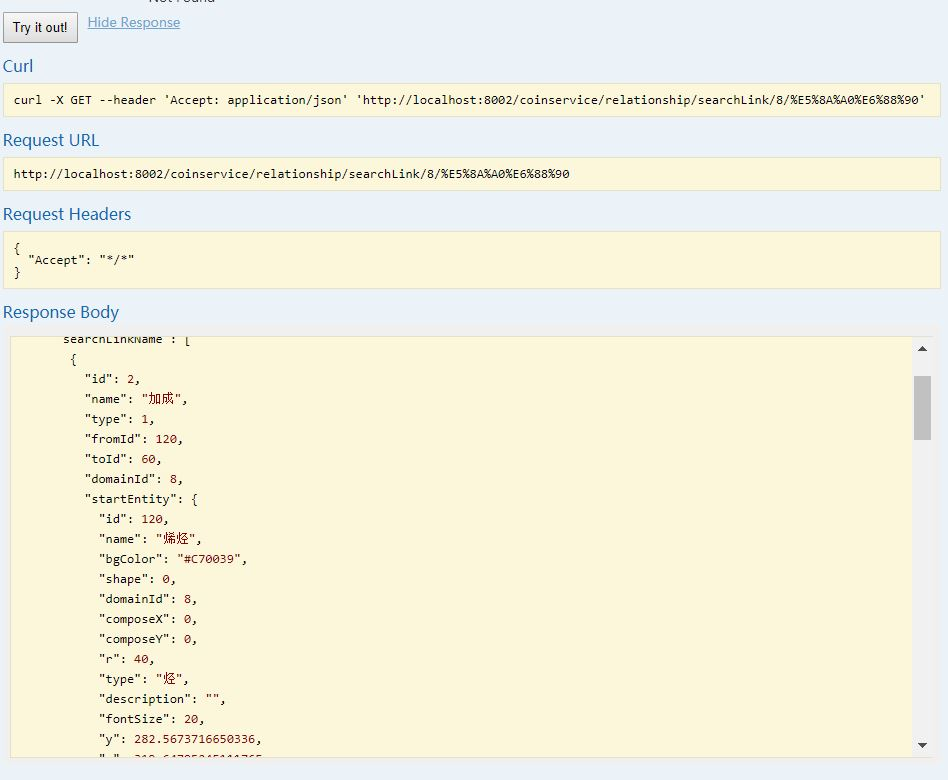 Try it out!
Hide Response
Curl
curl -X GET --header 'Accept: application/json' 'http://localhost:8002/coinservice/relationship/searchLink/8/%E5%8A%A0%E6%88%90'
Request URL
http://localhost:8002/coinservice/relationship/searchLink/8/%E5%8A%A0%E6%88%90
Request Headers
{
"Accept": "*/*"
}
Response Body
searchLinkName": [
{
"id": 2,
"name": "加成",
"type": 1,
"fromId": 120,
"toId": 60,
"domainId": 8,
"startEntity": {
"id": 120,
"name": "烯烃",
"bgColor": "#C70039",
"shape": 0,
"domainId": 8,
"composeX": 0,
"composeY": 0,
"r": 40,
"type": "烃",
"description": "",
"fontSize": 20,
"y": 282.5673716650336,